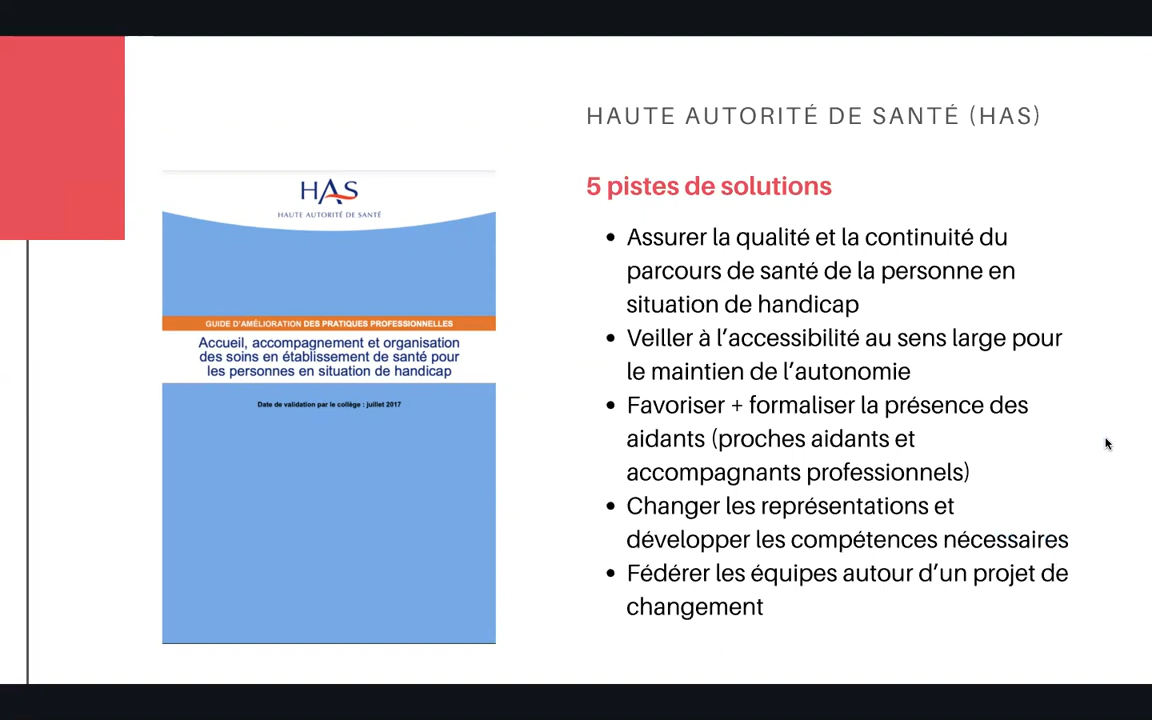 HAUTE AUTORITÉ DE SANTÉ (HAS)
HAS
HAUTE AUTORITÉ DE SANTÉ
GUIDE D'AMÉLIORATION DES PRATIQUES PROFESSIONNELLES
Accueil, accompagnement et organisation
des soins en établissement de santé pour
les personnes en situation de handicap
Date de validation par le collège : juillet 2017
5 pistes de solutions
• Assurer la qualité et la continuité du
parcours de santé de la personne en
situation de handicap
• Veiller à l'accessibilité au sens large pour
le maintien de l'autonomie
• Favoriser + formaliser la présence des
aidants (proches aidants et
accompagnants professionnels)
• Changer les représentations et
développer les compétences nécessaires
• Fédérer les équipes autour d'un projet de
changement